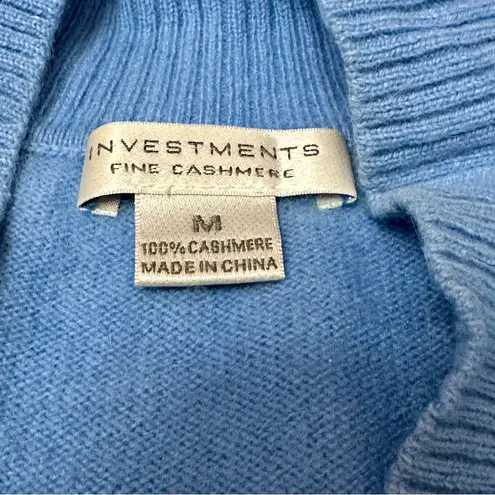 INVESTMENTS
FINE CASHMERE
M
100% CASHMERE
MADE IN CHINA